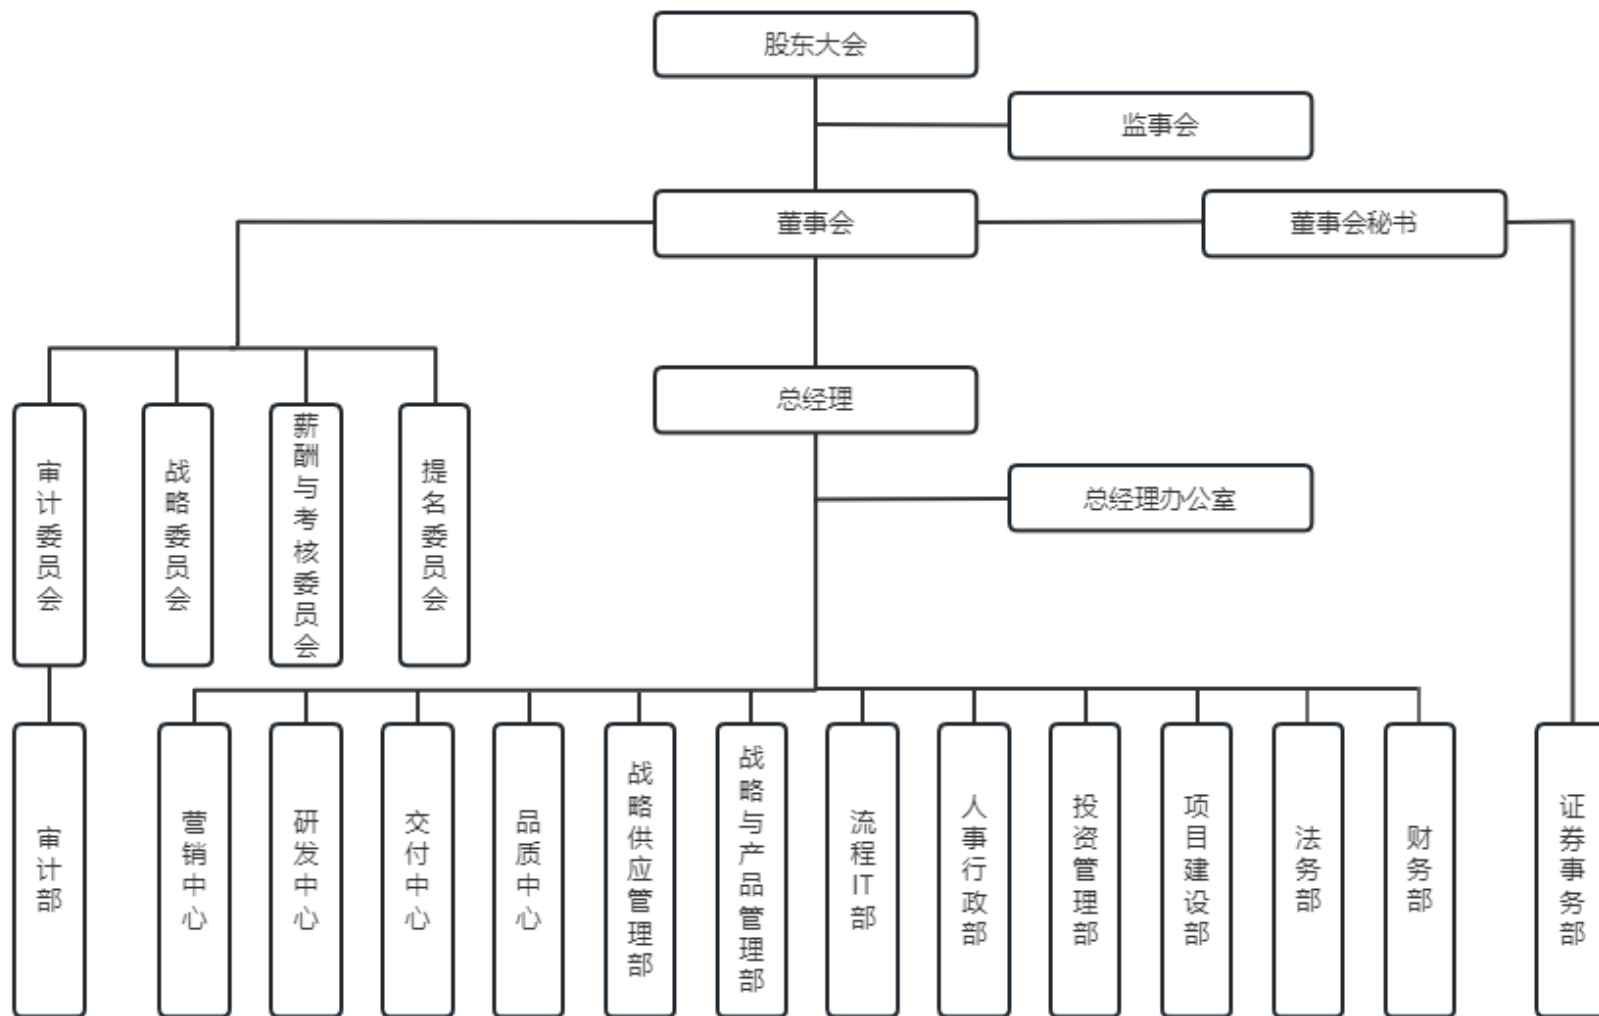 股东大会
监事会
董事会
董事会秘书
总经理
总经理办公室
审计委员会
战略委员会
薪酬与考核委员会
提名委员会
审计部
营销中心
研发中心
交付中心
品质中心
战略供应管理部
战略与产品管理部
流程IT部
人事行政部
投资管理部
项目建设部
法务部
财务部
证券事务部